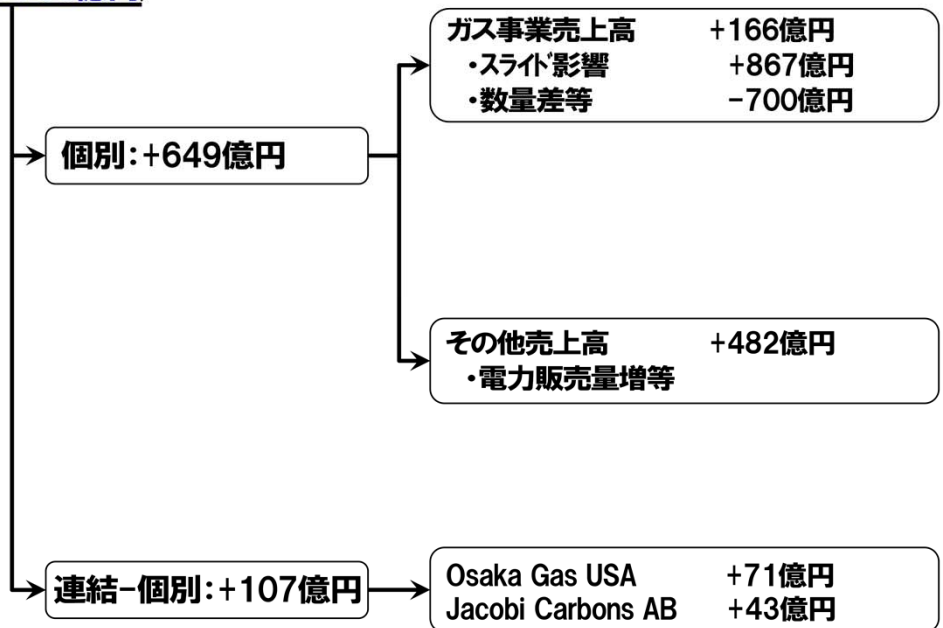 個別：+649億円
ガス事業売上高 +166億円
・スライド影響 +867億円
・数量差等 -700億円
その他売上高 +482億円
・電力販売量増等
連結-個別：+107億円
Osaka Gas USA +71億円
Jacobi Carbons AB +43億円